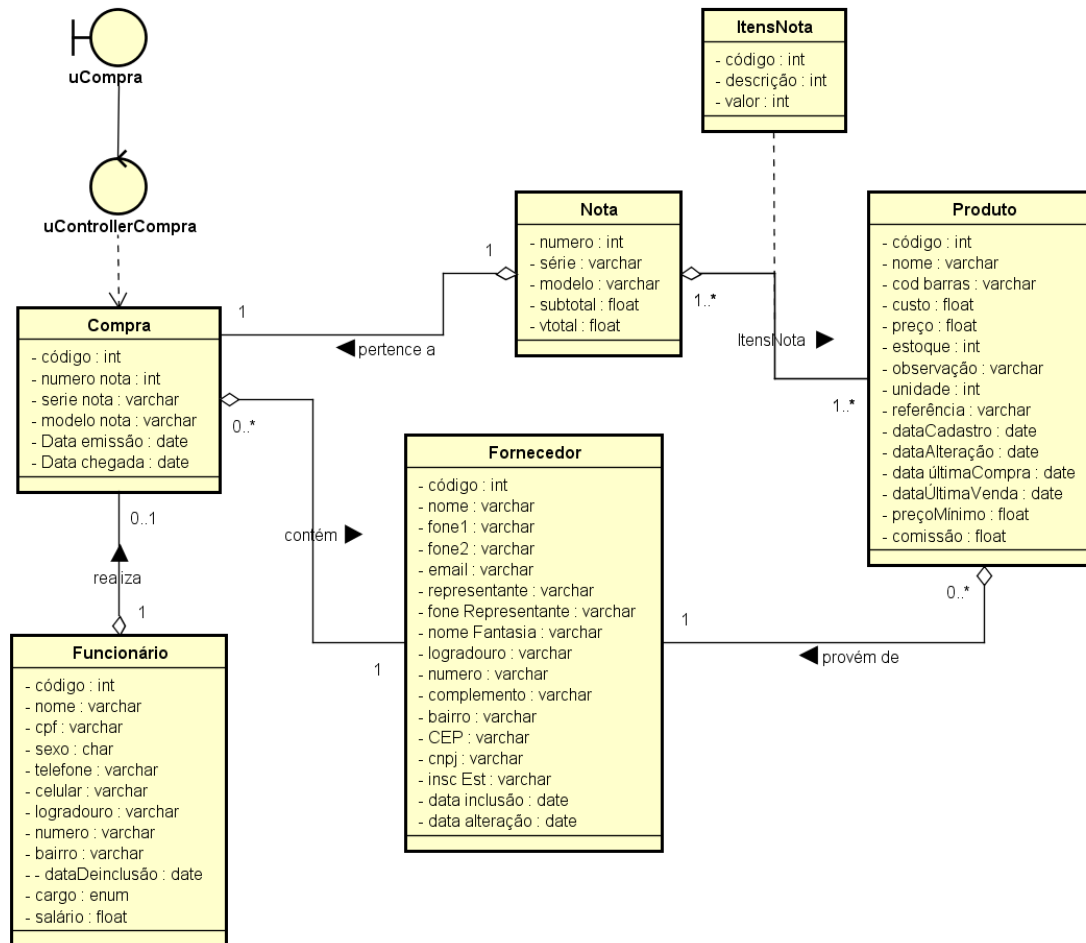 uCompra
uControllerCompra
ItensNota
- código : int
- descrição : int
- valor : int
Nota
- numero : int
- série : varchar
- modelo : varchar
- subtotal : float
- vtotal : float
Produto
- código : int
- nome : varchar
- cod barras : varchar
- custo : float
- preço : float
- estoque : int
- observação : varchar
- unidade : int
- referência : varchar
- dataCadastro : date
- dataAlteração : date
- data últimaCompra : date
- dataÚltimaVenda : date
- preçoMínimo : float
- comissão : float
1
1
pertence a
1..*
ItensNota
1..*
Compra
- código : int
- numero nota : int
- serie nota : varchar
- modelo nota : varchar
- Data emissão : date
- Data chegada : date
0..*
contém
1
0..1
realiza
1
Fornecedor
- código : int
- nome : varchar
- fone1 : varchar
- fone2 : varchar
- email : varchar
- representante : varchar
- fone Representante : varchar
- nome Fantasia : varchar
- logradouro : varchar
- numero : varchar
- complemento : varchar
- bairro : varchar
- CEP : varchar
- cnpj : varchar
- insc Est : varchar
- data inclusão : date
- data alteração : date
0..*
1
provém de
Funcionário
- código : int
- nome : varchar
- cpf : varchar
- sexo : char
- telefone : varchar
- celular : varchar
- logradouro : varchar
- numero : varchar
- bairro : varchar
- - dataDeinclusão : date
- cargo : enum
- salário : float